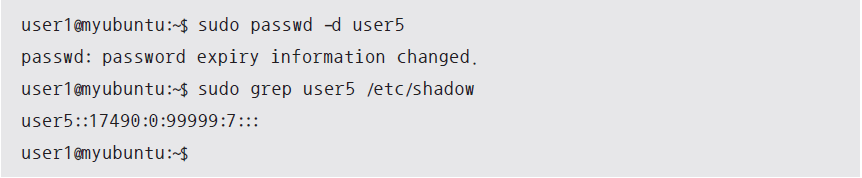 user1@myubuntu:~$ sudo passwd -d user5
passwd: password expiry information changed.
user1@myubuntu:~$ sudo grep user5 /etc/shadow
user5::17490:0:99999:7:::
user1@myubuntu:~$